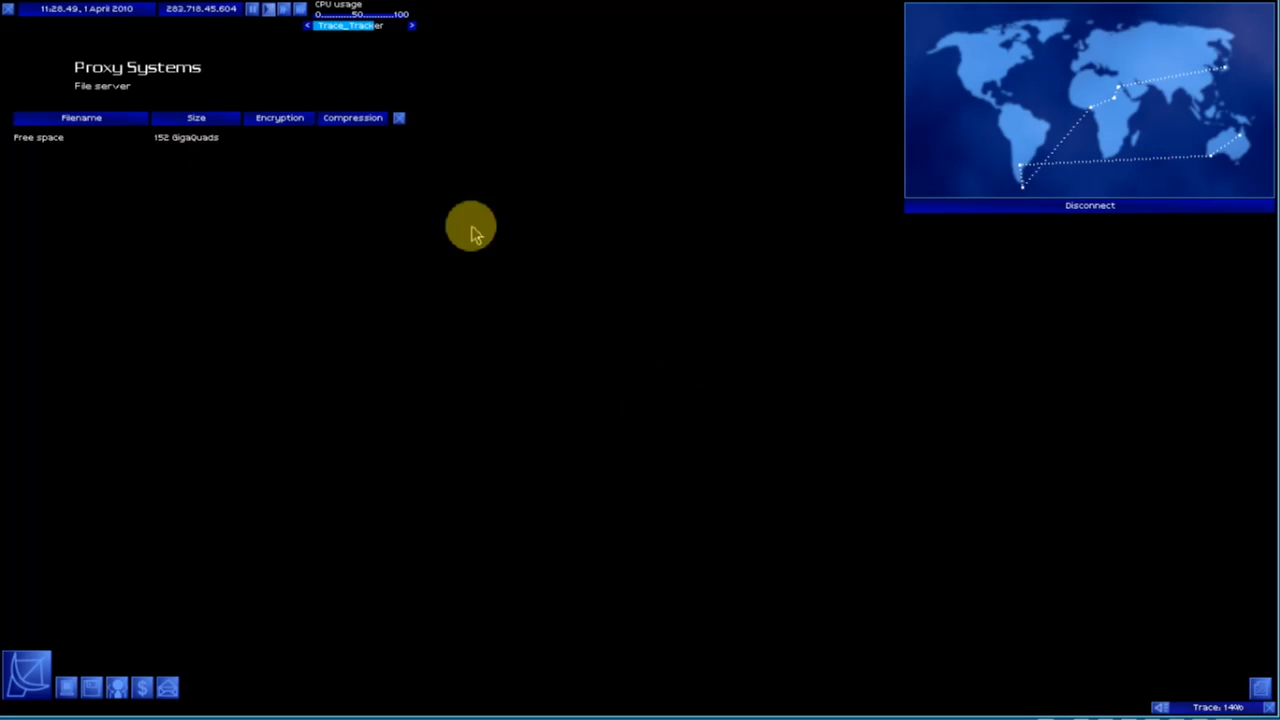 11:28.49, 1 April 2010
283.718.45.604
CPU usage
0.........50.........100
< Trace_Tracker >
Proxy Systems
File server
Filename Size Encryption Compression
Free space 152 GigaQuads
Disconnect
$
Trace: 14%